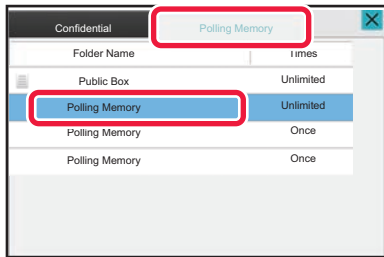 Confidential Polling Memory
Folder Name Times
Public Box Unlimited
Polling Memory Unlimited
Polling Memory Once
Polling Memory Once